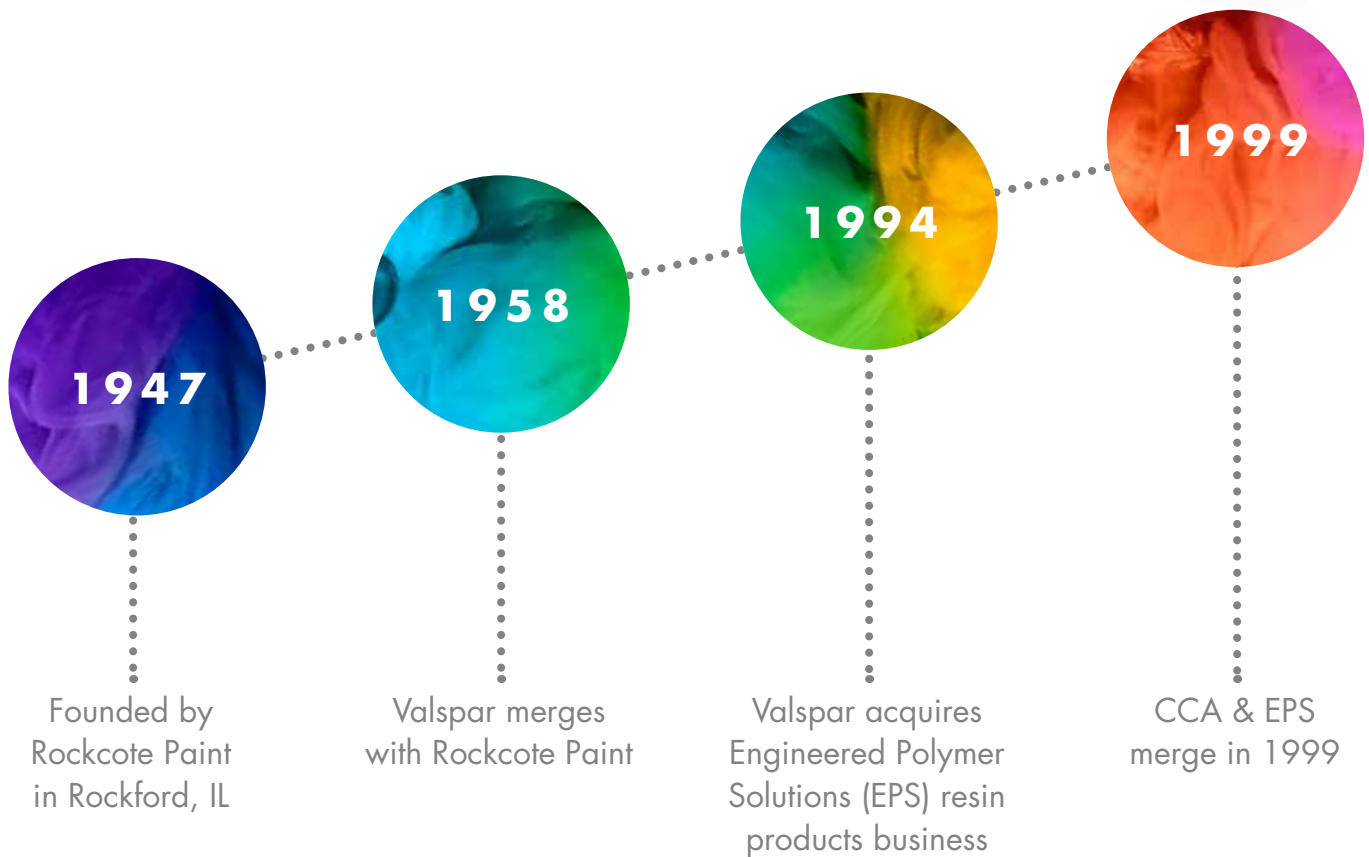 1947
Founded by
Rockcote Paint
in Rockford, IL
1958
Valspar merges
with Rockcote Paint
1994
Valspar acquires
Engineered Polymer
Solutions (EPS) resin
products business
1999
CCA & EPS
merge in 1999